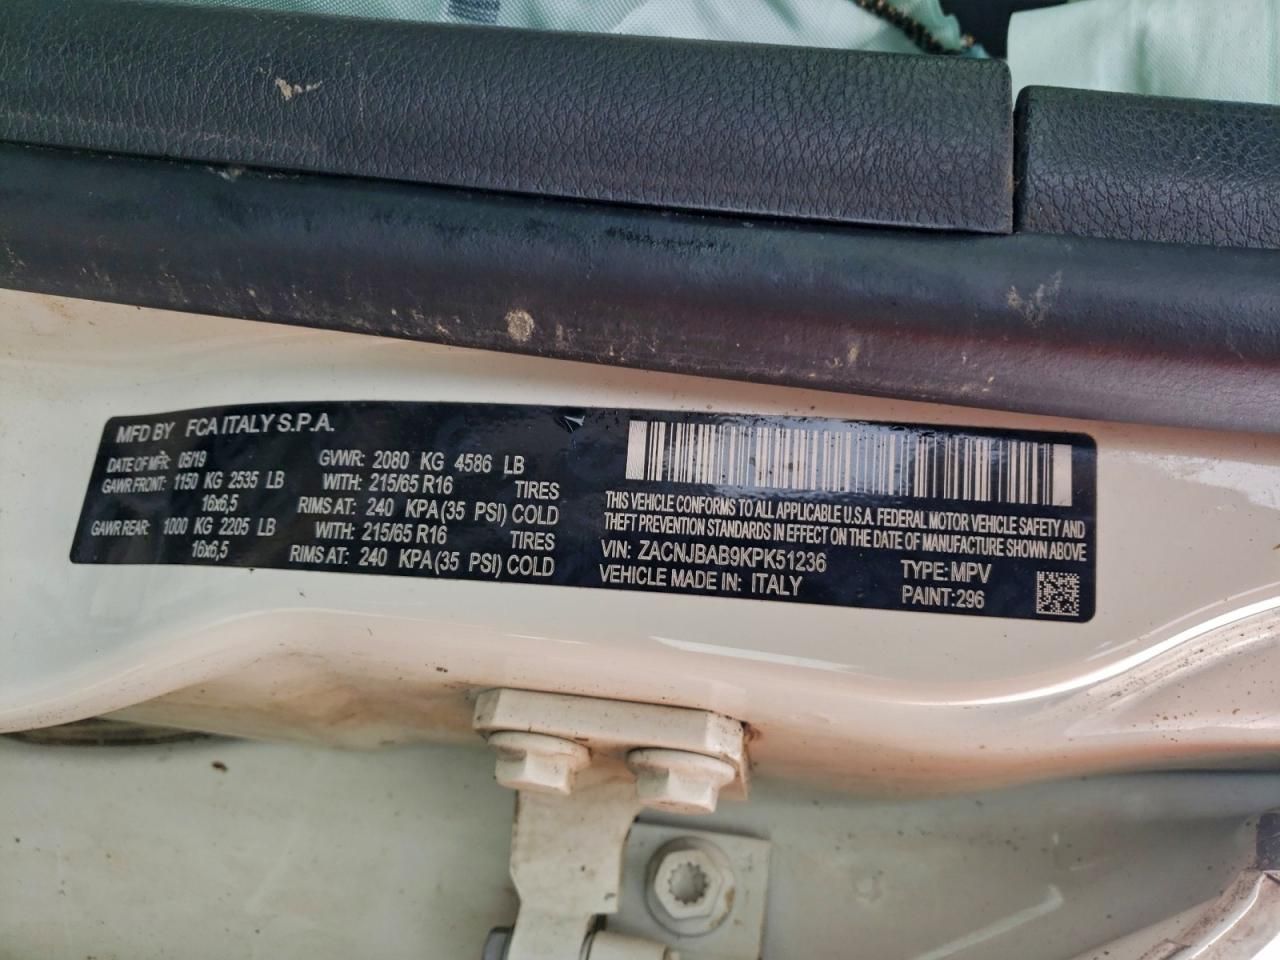 MFD BY FCA ITALY S.P.A.
DATE OF MFR: 05/19 GVWR: 2080 KG 4586 LB
GAWR FRONT: 1150 KG 2535 LB WITH: 215/65 R16 TIRES
16x6,5 RIMS AT: 240 KPA(35 PSI) COLD
GAWR REAR: 1000 KG 2205 LB WITH: 215/65 R16 TIRES
16x6,5 RIMS AT: 240 KPA(35 PSI) COLD
THIS VEHICLE CONFORMS TO ALL APPLICABLE U.S.A. FEDERAL MOTOR VEHICLE SAFETY AND
THEFT PREVENTION STANDARDS IN EFFECT ON THE DATE OF MANUFACTURE SHOWN ABOVE
VIN: ZACNJBAB9KPK51236 TYPE:MPV
VEHICLE MADE IN: ITALY PAINT:296